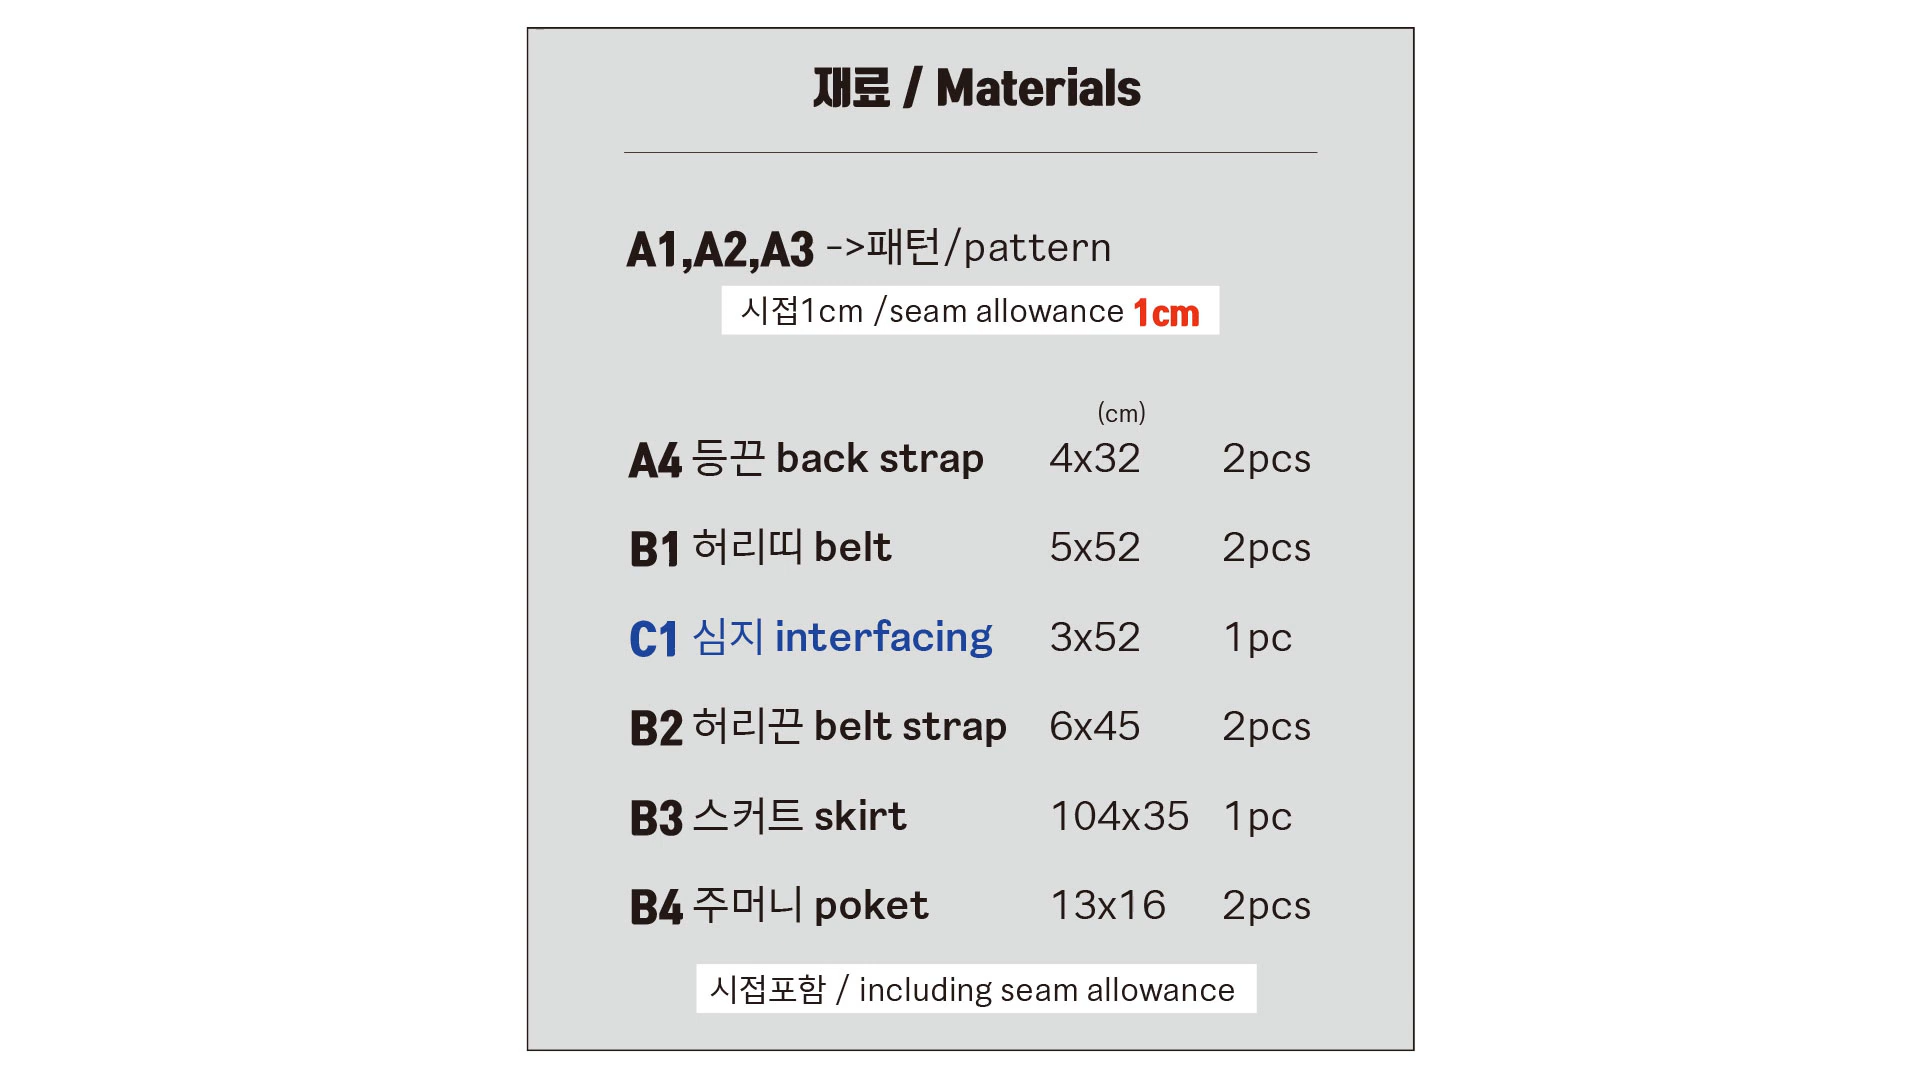 재료 / Materials
A1,A2,A3 ->패턴/pattern
시접1cm /seam allowance 1cm
(cm)
A4 등끈 back strap 4x32 2pcs
B1 허리띠 belt 5x52 2pcs
C1 심지 interfacing 3x52 1pc
B2 허리끈 belt strap 6x45 2pcs
B3 스커트 skirt 104x35 1pc
B4 주머니 poket 13x16 2pcs
시접포함 / including seam allowance